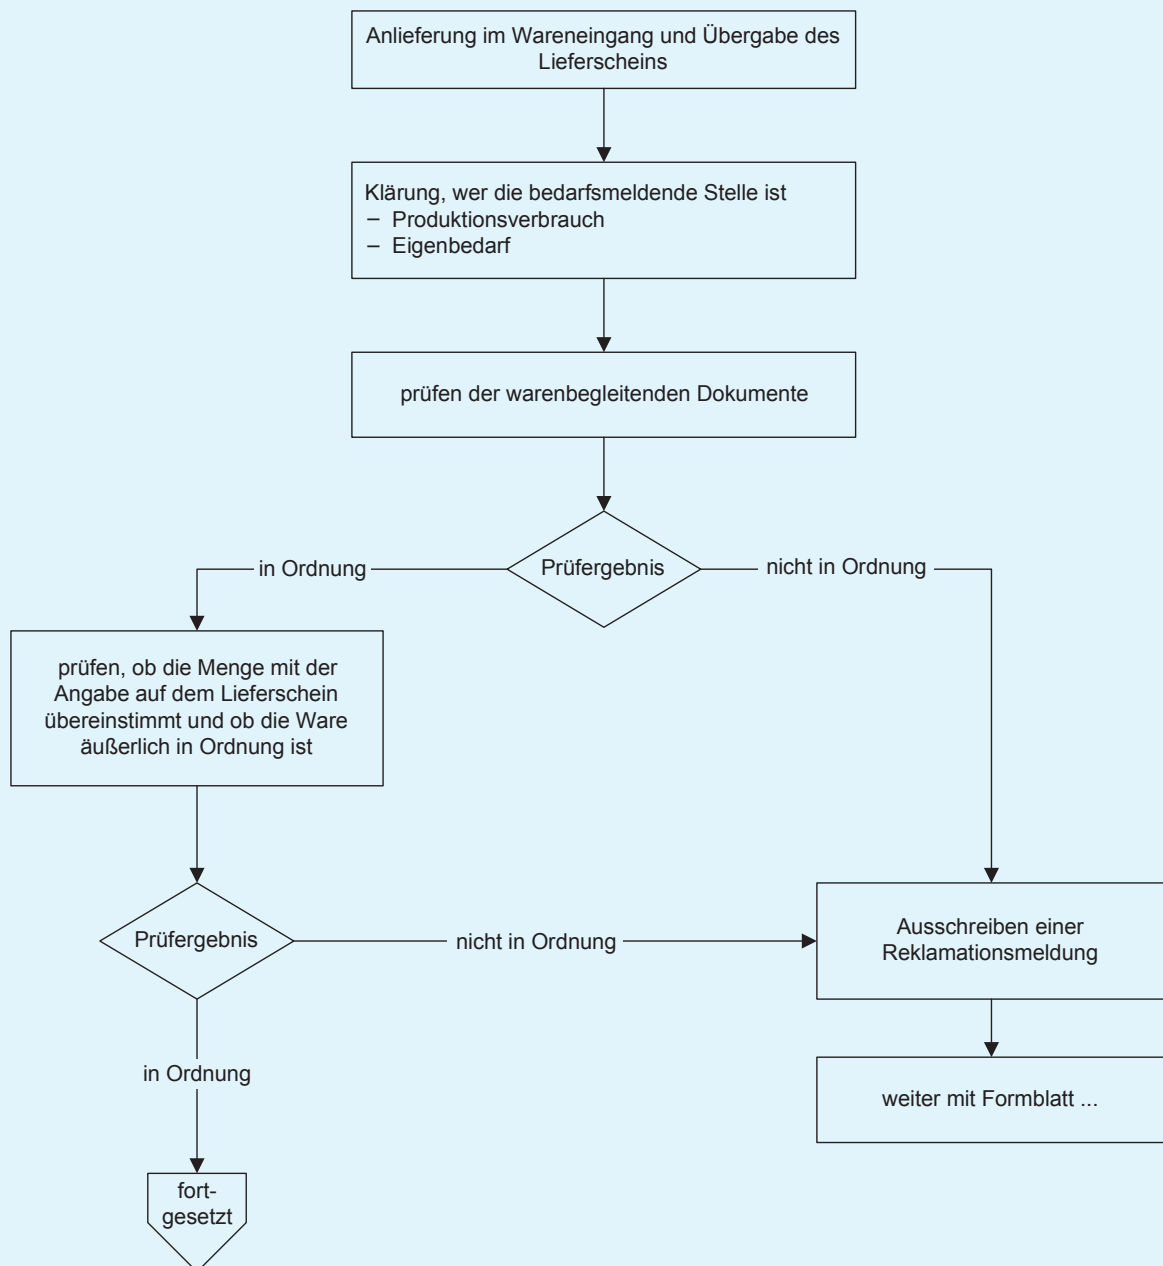 Anlieferung im Wareneingang und Übergabe des
Lieferscheins
Klärung, wer die bedarfsmeldende Stelle ist
– Produktionsverbrauch
– Eigenbedarf
prüfen der warenbegleitenden Dokumente
in Ordnung
Prüfergebnis
nicht in Ordnung
prüfen, ob die Menge mit der
Angabe auf dem Lieferschein
übereinstimmt und ob die Ware
äußerlich in Ordnung ist
Prüfergebnis
nicht in Ordnung
Ausschreiben einer
Reklamationsmeldung
in Ordnung
weiter mit Formblatt ...
fort-
gesetzt